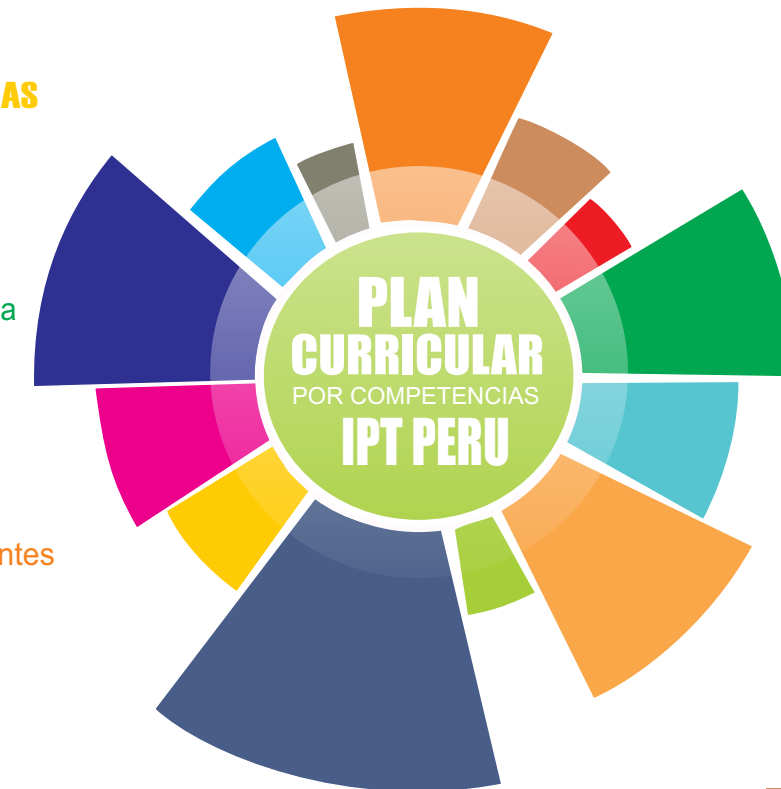 AS
a
ntes
PLAN
CURRICULAR
POR COMPETENCIAS
IPT PERU